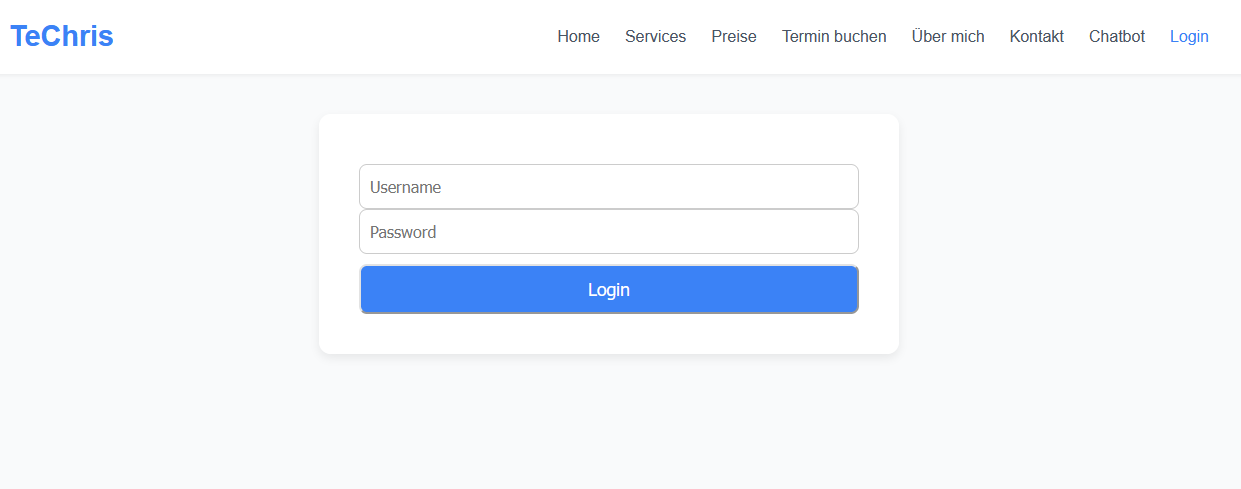 TeChris
Home Services Preise Termin buchen Über mich Kontakt Chatbot Login
Username
Password
Login